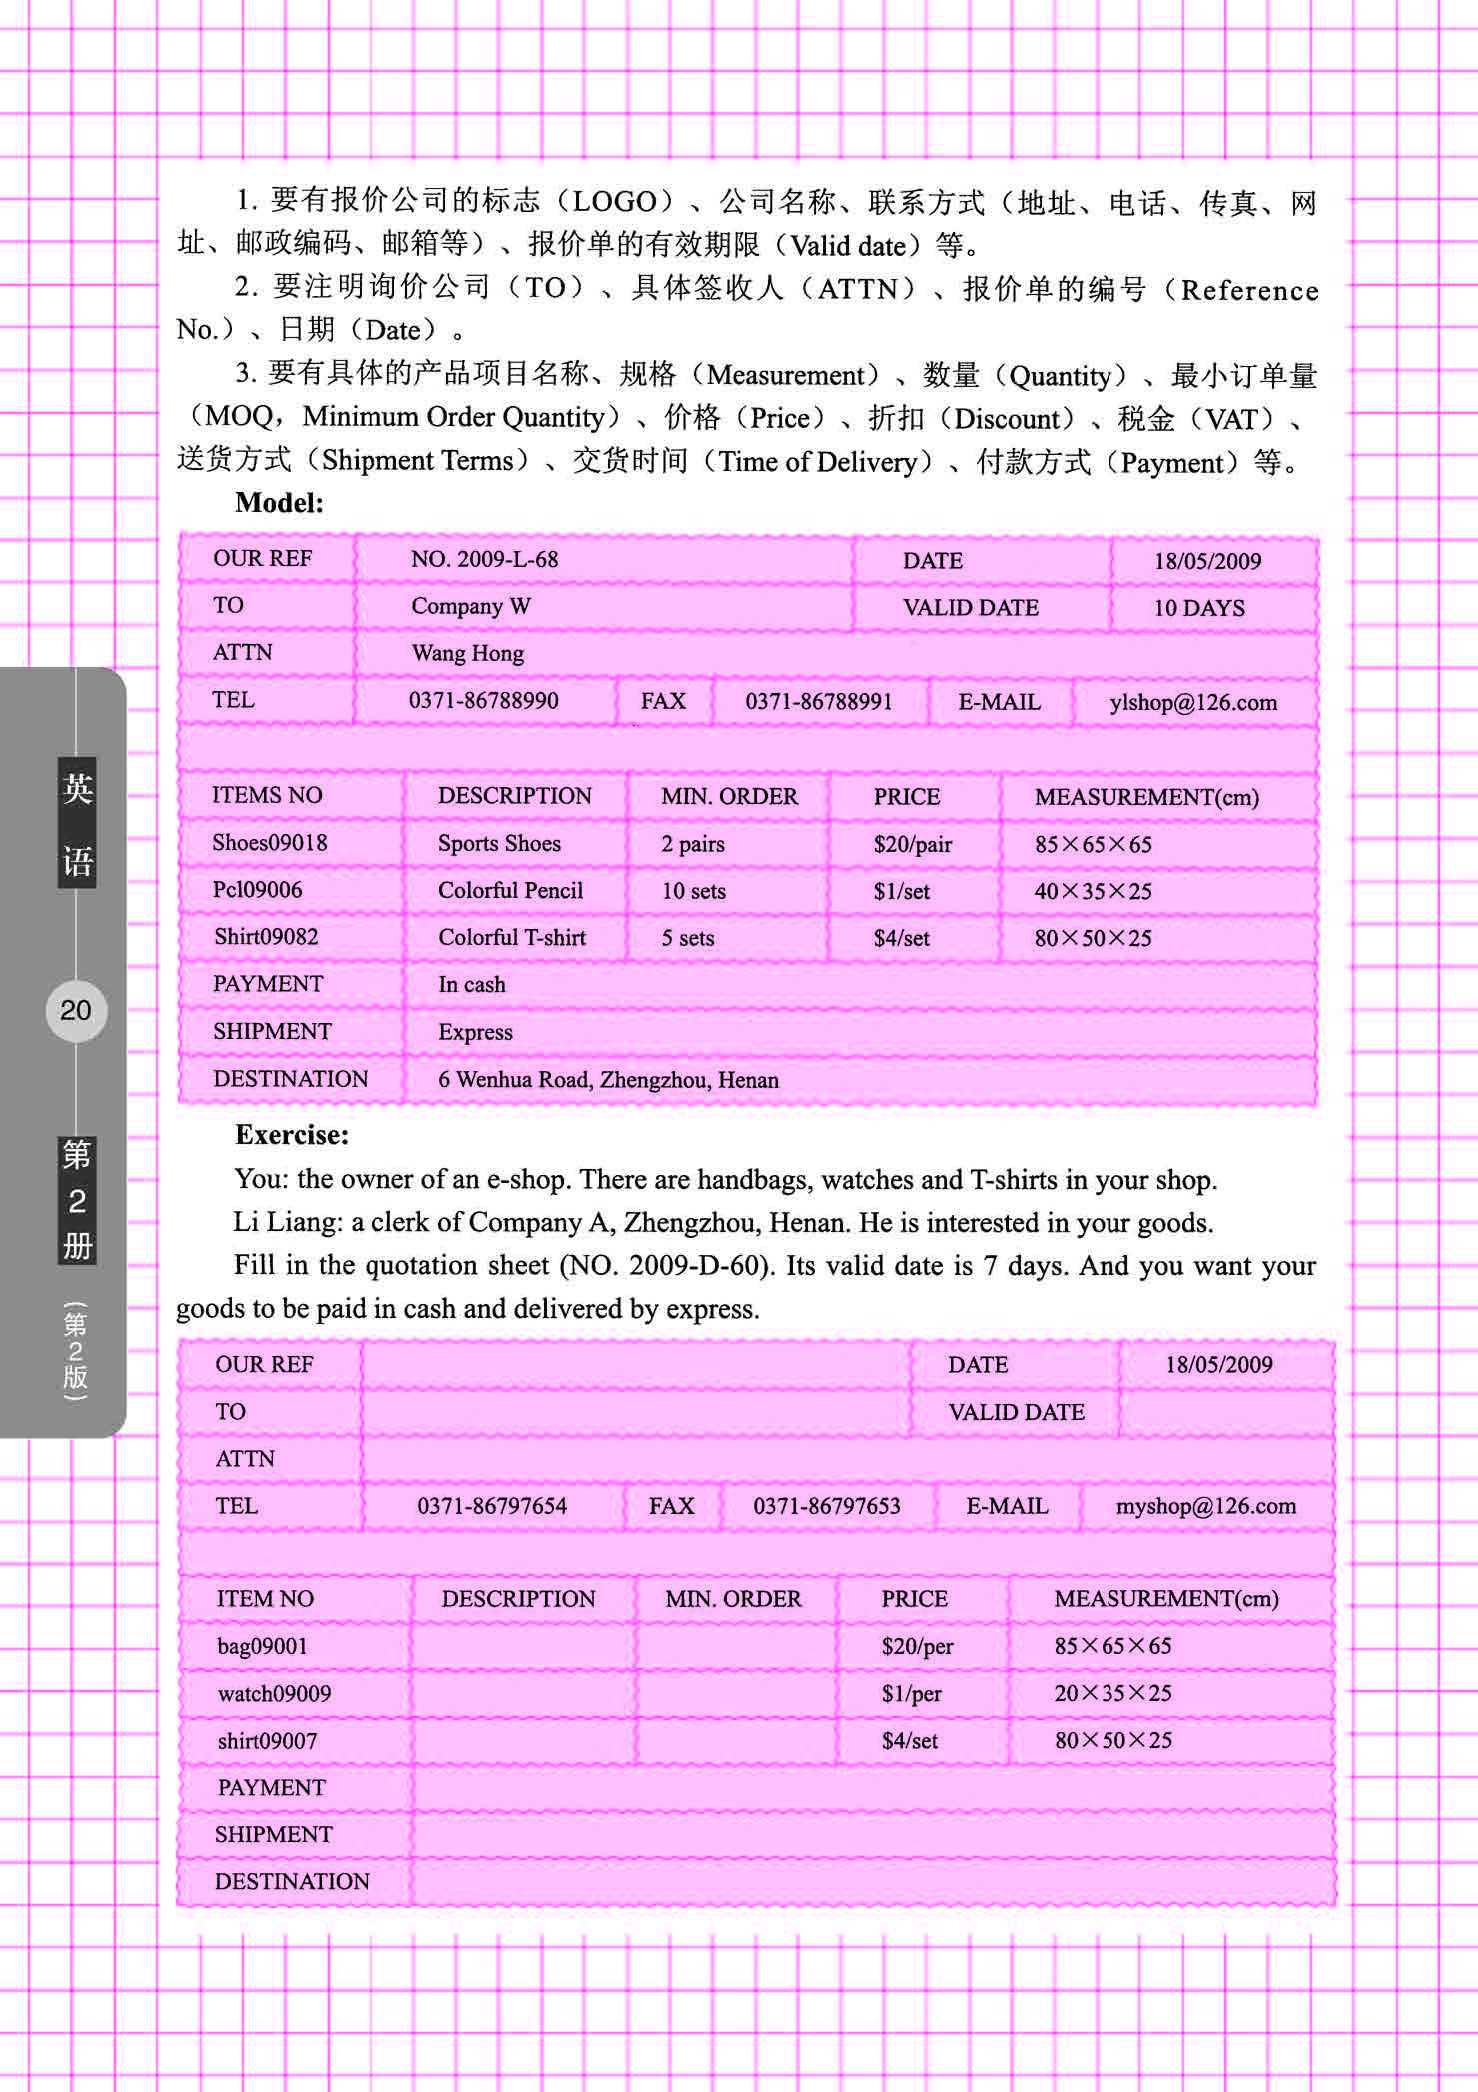 1. 要有报价公司的标志（LOGO）、公司名称、联系方式（地址、电话、传真、网
址、邮政编码、邮箱等）、报价单的有效期限（Valid date）等。
2. 要注明询价公司（TO）、具体签收人（ATTN）、报价单的编号（Reference
No.）、日期（Date）。
3. 要有具体的产品项目名称、规格（Measurement）、数量（Quantity）、最小订单量
（MOQ，Minimum Order Quantity）、价格（Price）、折扣（Discount）、税金（VAT）、
送货方式（Shipment Terms）、交货时间（Time of Delivery）、付款方式（Payment）等。
Model:
OUR REF NO. 2009-L-68 DATE 18/05/2009
TO Company W VALID DATE 10 DAYS
ATTN Wang Hong
TEL 0371-86788990 FAX 0371-86788991 E-MAIL ylshop@126.com
ITEMS NO DESCRIPTION MIN. ORDER PRICE MEASUREMENT(cm)
Shoes09018 Sports Shoes 2 pairs $20/pair 85×65×65
Pcl09006 Colorful Pencil 10 sets $1/set 40×35×25
Shirt09082 Colorful T-shirt 5 sets $4/set 80×50×25
PAYMENT In cash
SHIPMENT Express
DESTINATION 6 Wenhua Road, Zhengzhou, Henan
Exercise:
You: the owner of an e-shop. There are handbags, watches and T-shirts in your shop.
Li Liang: a clerk of Company A, Zhengzhou, Henan. He is interested in your goods.
Fill in the quotation sheet (NO. 2009-D-60). Its valid date is 7 days. And you want your
goods to be paid in cash and delivered by express.
OUR REF DATE 18/05/2009
TO VALID DATE
ATTN
TEL 0371-86797654 FAX 0371-86797653 E-MAIL myshop@126.com
ITEM NO DESCRIPTION MIN. ORDER PRICE MEASUREMENT(cm)
bag09001 $20/per 85×65×65
watch09009 $1/per 20×35×25
shirt09007 $4/set 80×50×25
PAYMENT
SHIPMENT
DESTINATION
英语
20
第2册
（第2版）